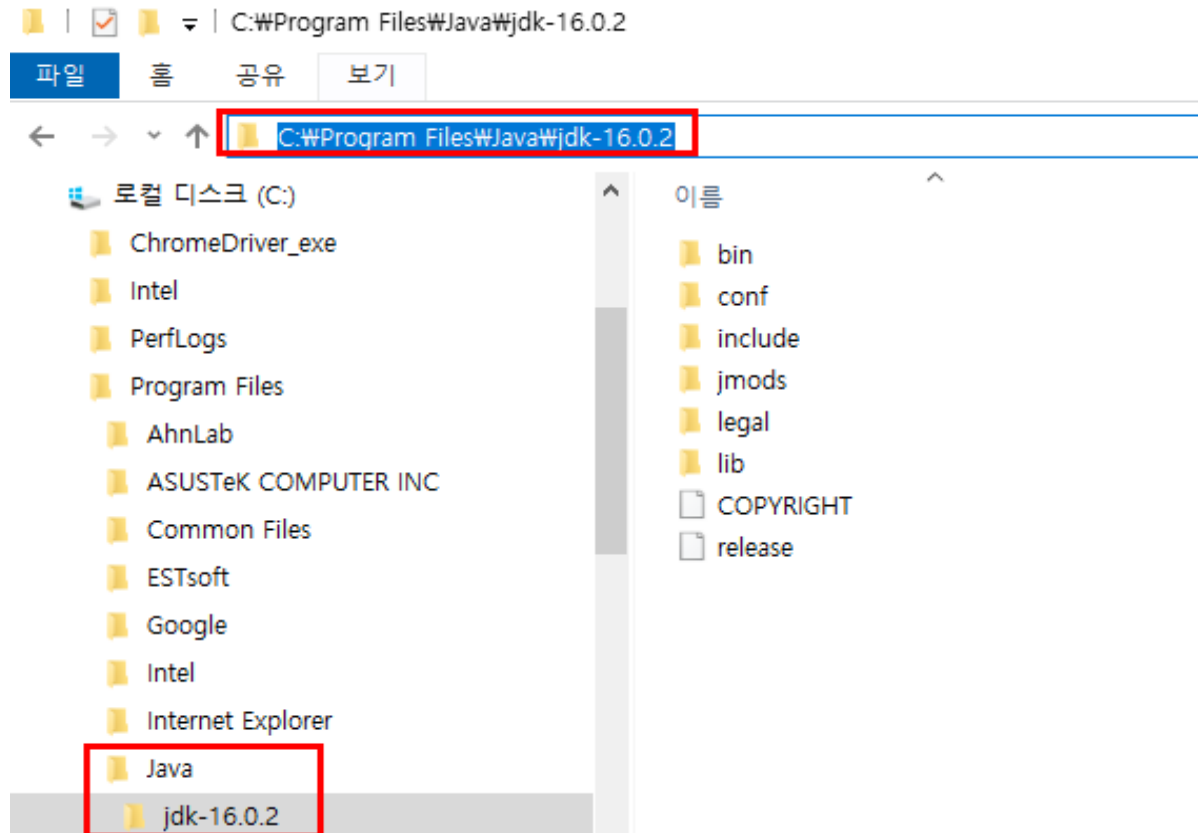 C:₩Program Files₩Java₩jdk-16.0.2
파일 홈 공유 보기
C:₩Program Files₩Java₩jdk-16.0.2
로컬 디스크 (C:)
ChromeDriver_exe
Intel
PerfLogs
Program Files
AhnLab
ASUSTeK COMPUTER INC
Common Files
ESTsoft
Google
Intel
Internet Explorer
Java
jdk-16.0.2
이름
bin
conf
include
jmods
legal
lib
COPYRIGHT
release